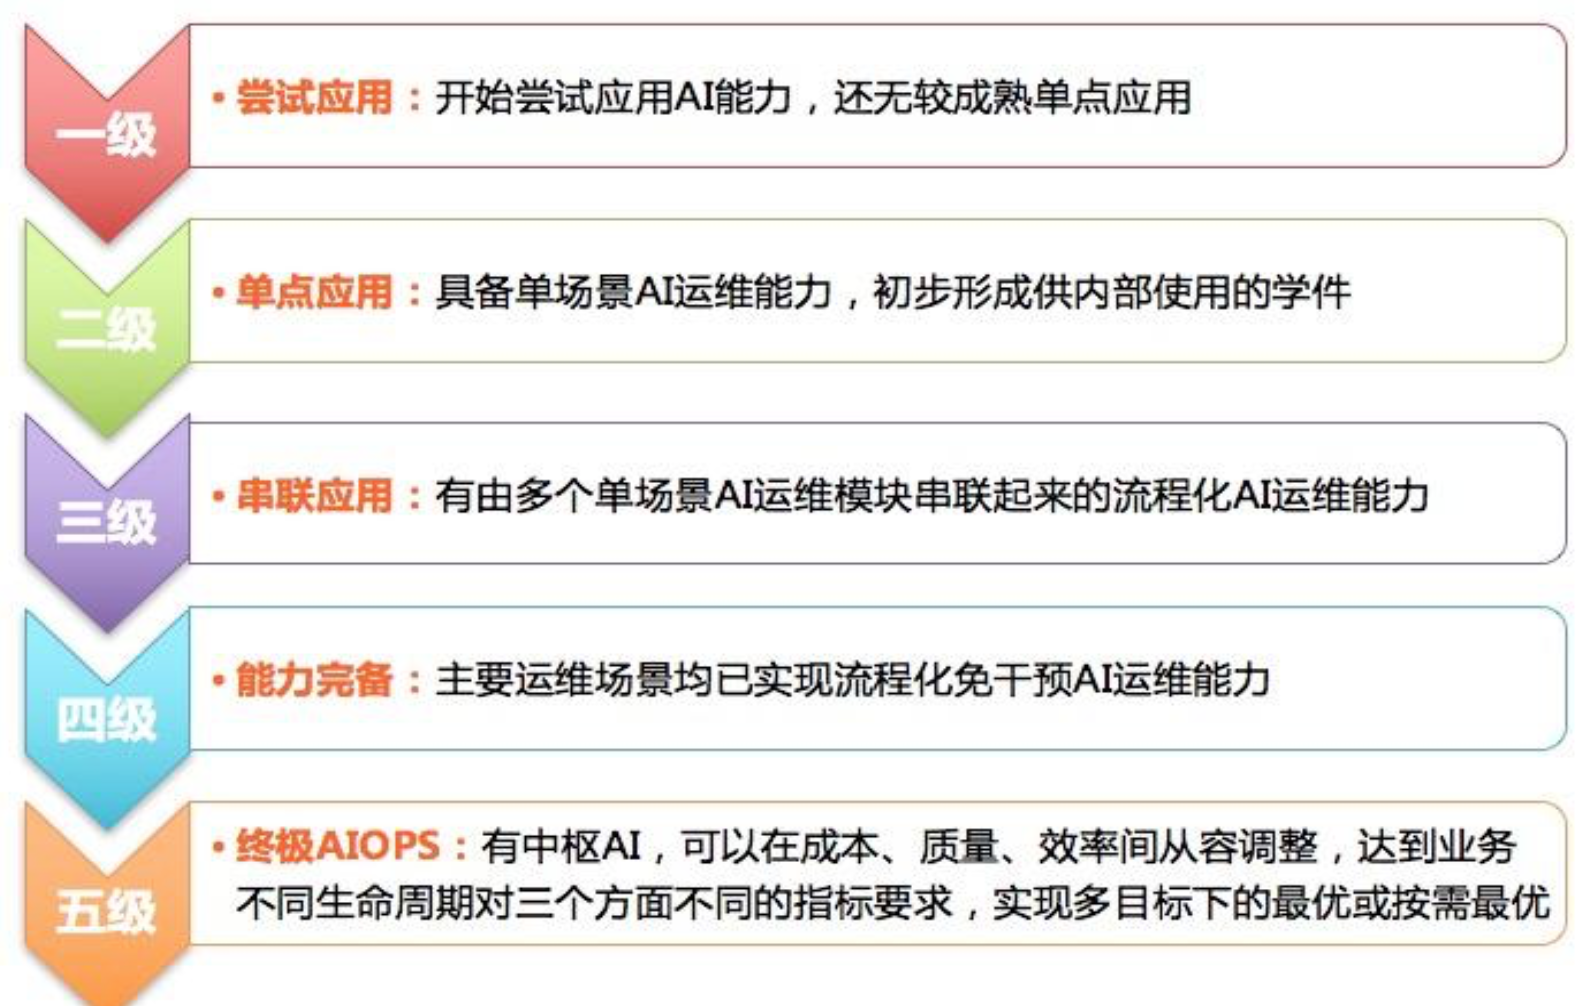 一级
• 尝试应用：开始尝试应用AI能力，还无较成熟单点应用
二级
• 单点应用：具备单场景AI运维能力，初步形成供内部使用的学件
三级
• 串联应用：有由多个单场景AI运维模块串联起来的流程化AI运维能力
四级
• 能力完备：主要运维场景均已实现流程化免干预AI运维能力
五级
• 终极AIOPS：有中枢AI，可以在成本、质量、效率间从容调整，达到业务
不同生命周期对三个方面不同的指标要求，实现多目标下的最优或按需最优